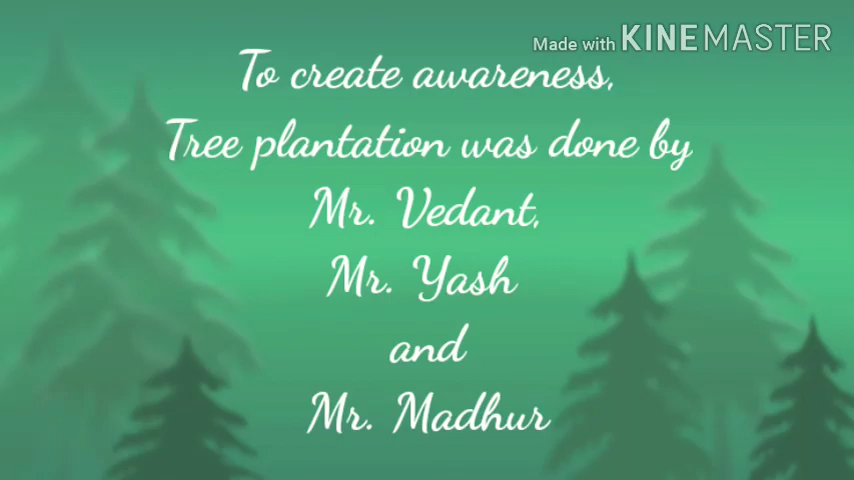 Made with KINEMASTER
To create awareness,
Tree plantation was done by
Mr. Vedant,
Mr. Yash
and
Mr. Madhur